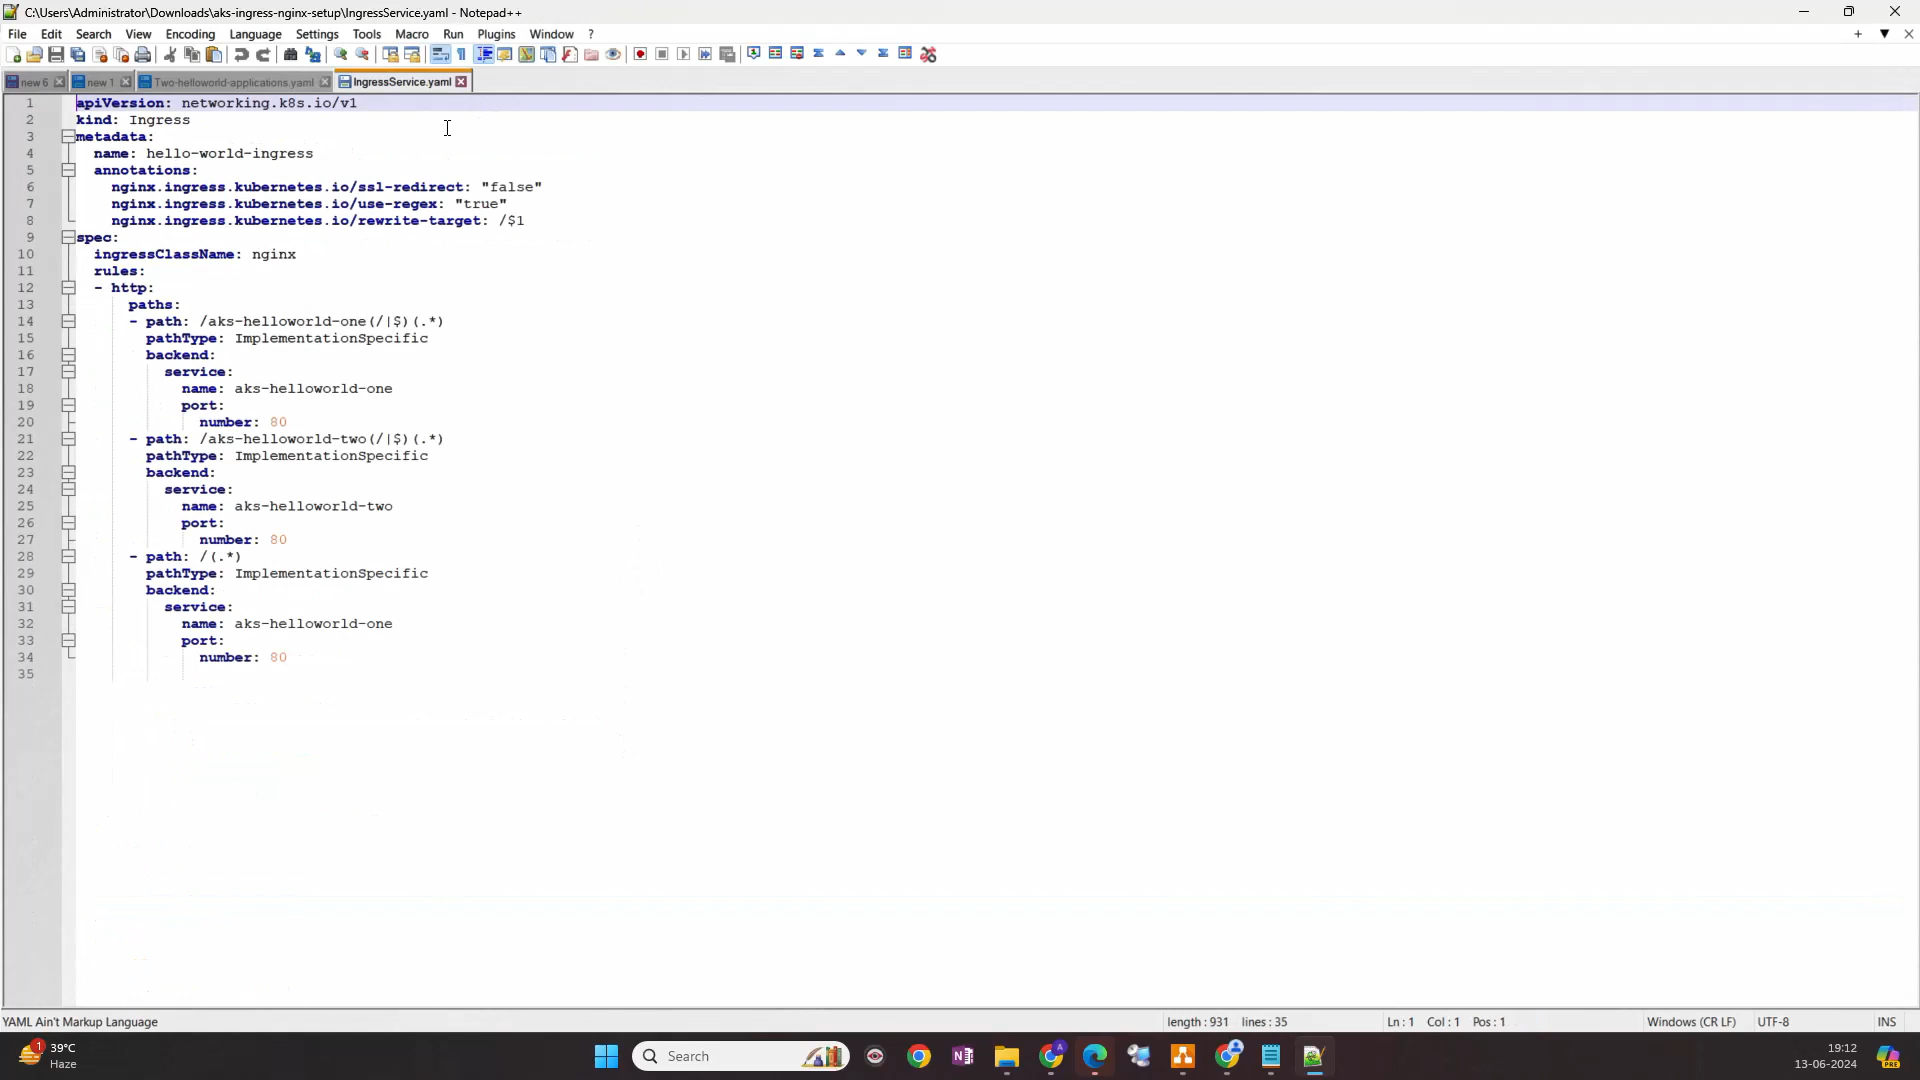 C:\Users\Administrator\Downloads\aks-ingress-nginx-setup\IngressService.yaml - Notepad++
File Edit Search View Encoding Language Settings Tools Macro Run Plugins Window ?
new 6 new 1 Two-helloworld-applications.yaml IngressService.yaml
1 apiVersion: networking.k8s.io/v1
2 kind: Ingress
3 metadata:
4 name: hello-world-ingress
5 annotations:
6 nginx.ingress.kubernetes.io/ssl-redirect: "false"
7 nginx.ingress.kubernetes.io/use-regex: "true"
8 nginx.ingress.kubernetes.io/rewrite-target: /$1
9 spec:
10 ingressClassName: nginx
11 rules:
12 - http:
13 paths:
14 - path: /aks-helloworld-one(/|$)(.*)
15 pathType: ImplementationSpecific
16 backend:
17 service:
18 name: aks-helloworld-one
19 port:
20 number: 80
21 - path: /aks-helloworld-two(/|$)(.*)
22 pathType: ImplementationSpecific
23 backend:
24 service:
25 name: aks-helloworld-two
26 port:
27 number: 80
28 - path: /(.*)
29 pathType: ImplementationSpecific
30 backend:
31 service:
32 name: aks-helloworld-one
33 port:
34 number: 80
35
YAML Ain't Markup Language length : 931 lines : 35 Ln : 1 Col : 1 Pos : 1 Windows (CR LF) UTF-8 INS
1 39°C
Haze
Search
19:12
13-06-2024
PRE